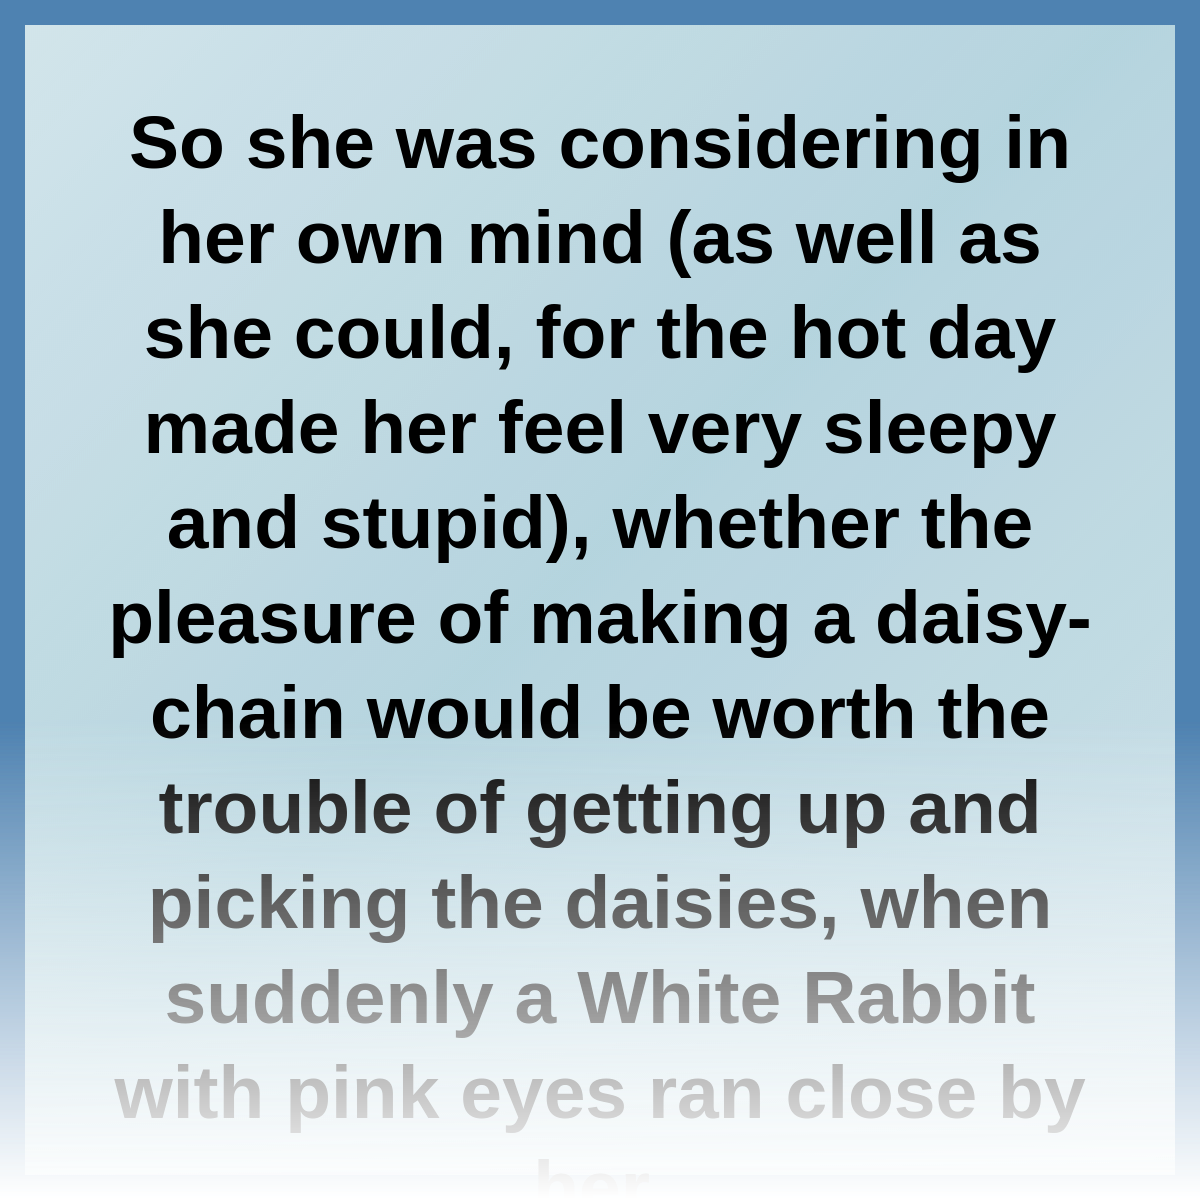 So she was considering in
her own mind (as well as
she could, for the hot day
made her feel very sleepy
and stupid), whether the
pleasure of making a daisy-
chain would be worth the
trouble of getting up and
picking the daisies, when
suddenly a White Rabbit
with pink eyes ran close by